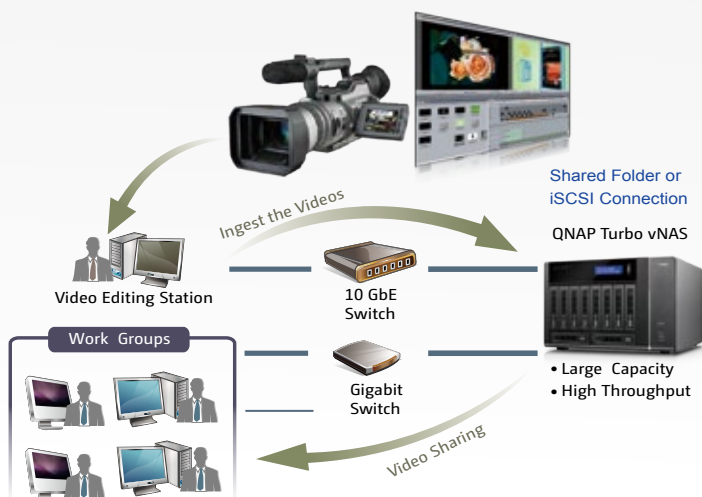 Shared Folder or
iSCSI Connection
Ingest the Videos
QNAP Turbo vNAS
Video Editing Station
10 GbE
Switch
Work Groups
Gigabit
Switch
• Large Capacity
• High Throughput
Video Sharing